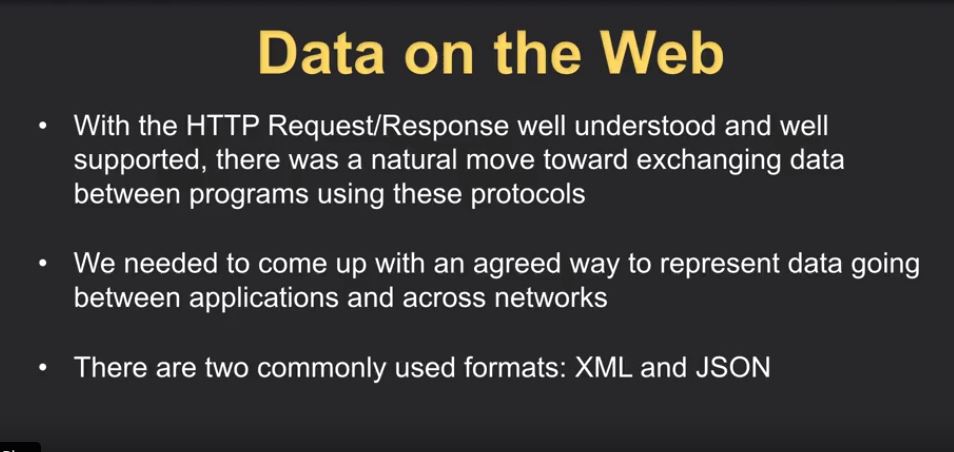 Data on the Web
• With the HTTP Request/Response well understood and well
supported, there was a natural move toward exchanging data
between programs using these protocols
• We needed to come up with an agreed way to represent data going
between applications and across networks
• There are two commonly used formats: XML and JSON